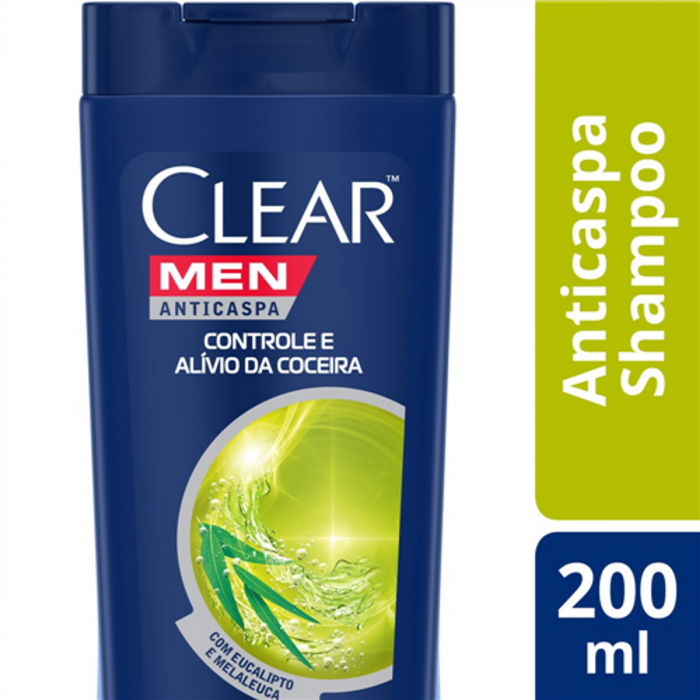 CLEAR™
MEN
ANTICASPA
CONTROLE E
ALÍVIO DA COCEIRA
COM EUCALIPTO
E MELALEUCA
Anticaspa
Shampoo
200
ml